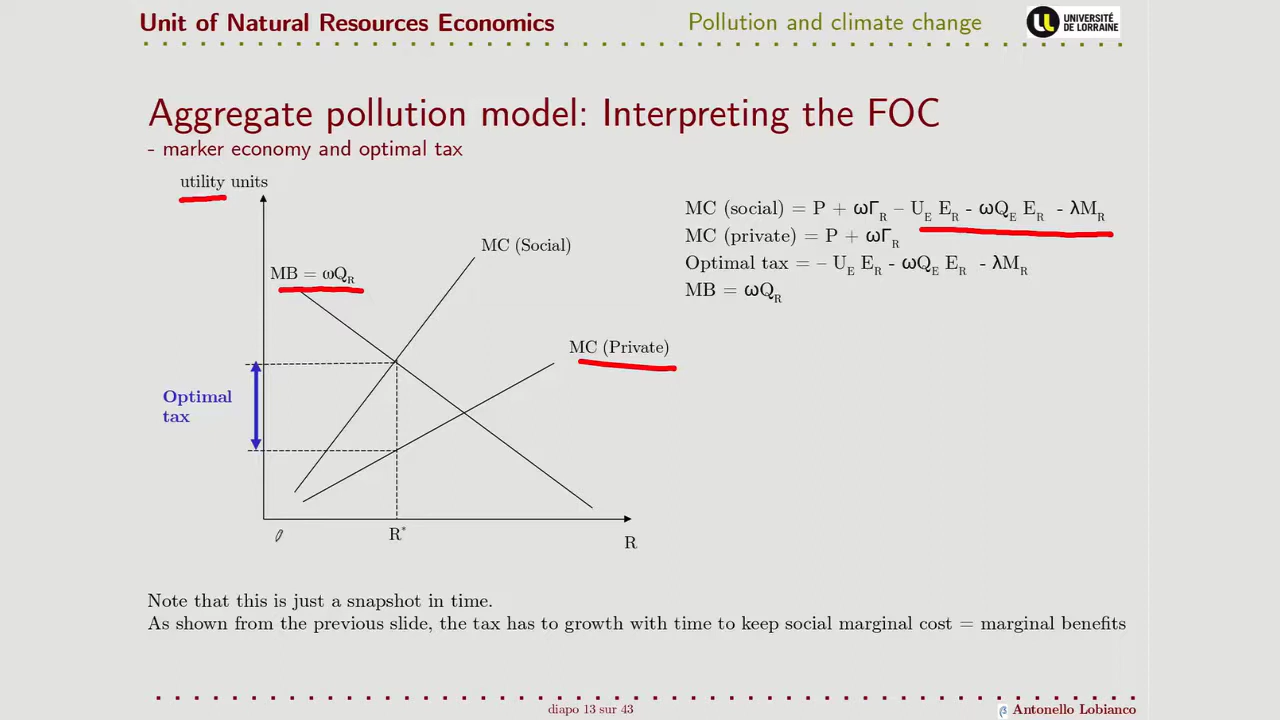 Unit of Natural Resources Economics
Pollution and climate change
UNIVERSITÉ
DE LORRAINE
Aggregate pollution model: Interpreting the FOC
- marker economy and optimal tax
utility units
MC (social) = P + ωΓR – UE ER - ωQE ER - λMR
MC (private) = P + ωΓR
Optimal tax = – UE ER - ωQE ER - λMR
MB = ωQR
MC (Social)
MB = ωQR
MC (Private)
Optimal
tax
R*
R
Note that this is just a snapshot in time.
As shown from the previous slide, the tax has to growth with time to keep social marginal cost = marginal benefits
diapo 13 sur 43
β Antonello Lobianco